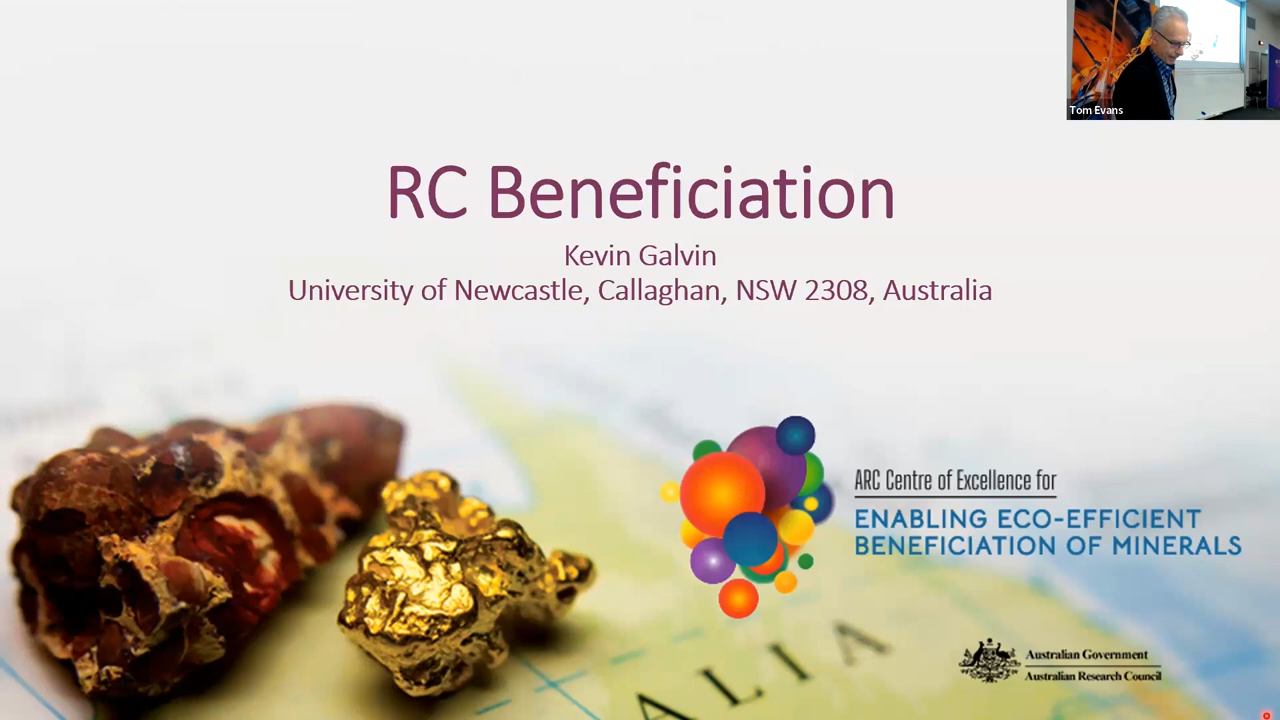 Tom Evans
RC Beneficiation
Kevin Galvin
University of Newcastle, Callaghan, NSW 2308, Australia
ARC Centre of Excellence for
ENABLING ECO-EFFICIENT
BENEFICIATION OF MINERALS
ALIA
Australian Government
Australian Research Council